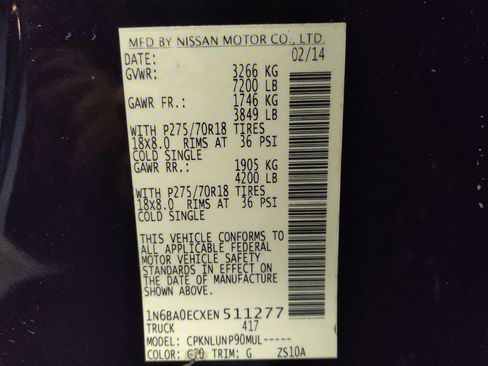 MFD BY NISSAN MOTOR CO., LTD.
DATE: 02/14
GVWR: 3266 KG
7200 LB
GAWR FR.: 1746 KG
3849 LB
WITH P275/70R18 TIRES
18x8.0 RIMS AT 36 PSI
COLD SINGLE
GAWR RR.: 1905 KG
4200 LB
WITH P275/70R18 TIRES
18x8.0 RIMS AT 36 PSI
COLD SINGLE
THIS VEHICLE CONFORMS TO
ALL APPLICABLE FEDERAL
MOTOR VEHICLE SAFETY
STANDARDS IN EFFECT ON
THE DATE OF MANUFACTURE
SHOWN ABOVE.
1N6BA0ECXEN 511277
TRUCK 417
MODEL: CPKNLUNP90MUL-----
COLOR: TRIM: G ZS10A